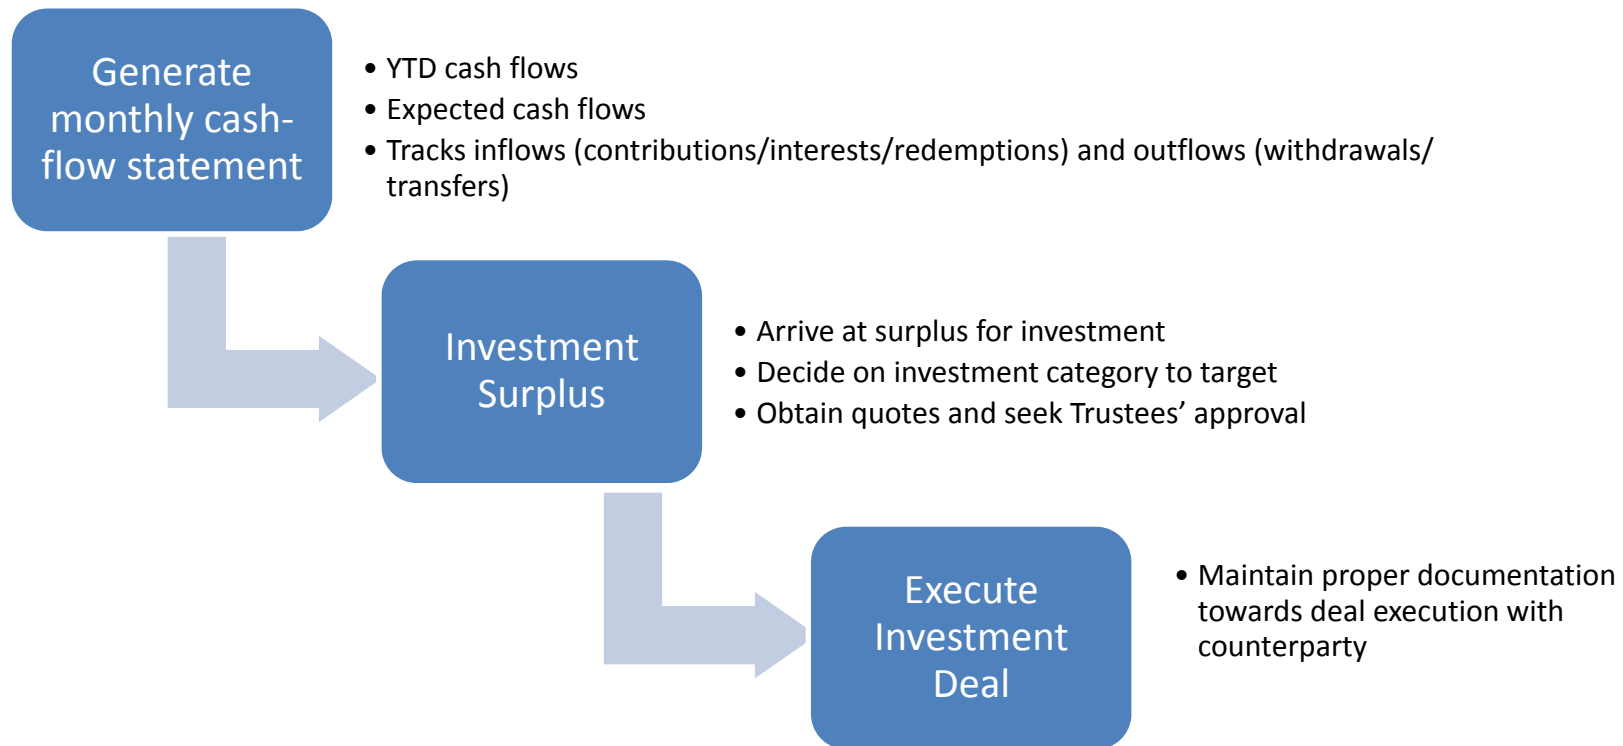 Generate
monthly cash-
flow statement
• YTD cash flows
• Expected cash flows
• Tracks inflows (contributions/interests/redemptions) and outflows (withdrawals/
transfers)
Investment
Surplus
• Arrive at surplus for investment
• Decide on investment category to target
• Obtain quotes and seek Trustees’ approval
Execute
Investment
Deal
• Maintain proper documentation
towards deal execution with
counterparty